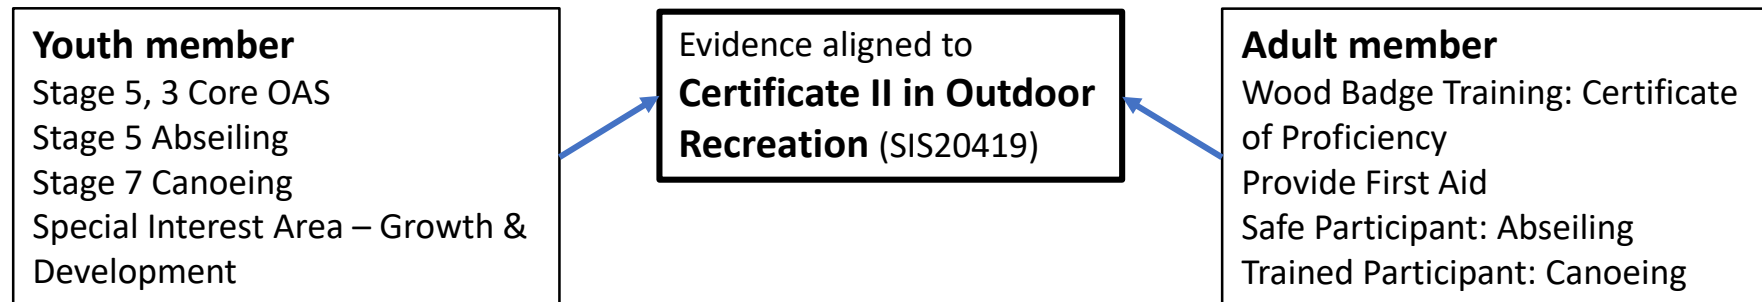 Youth member
Stage 5, 3 Core OAS
Stage 5 Abseiling
Stage 7 Canoeing
Special Interest Area – Growth &
Development
Evidence aligned to
Certificate II in Outdoor
Recreation (SIS20419)
Adult member
Wood Badge Training: Certificate
of Proficiency
Provide First Aid
Safe Participant: Abseiling
Trained Participant: Canoeing